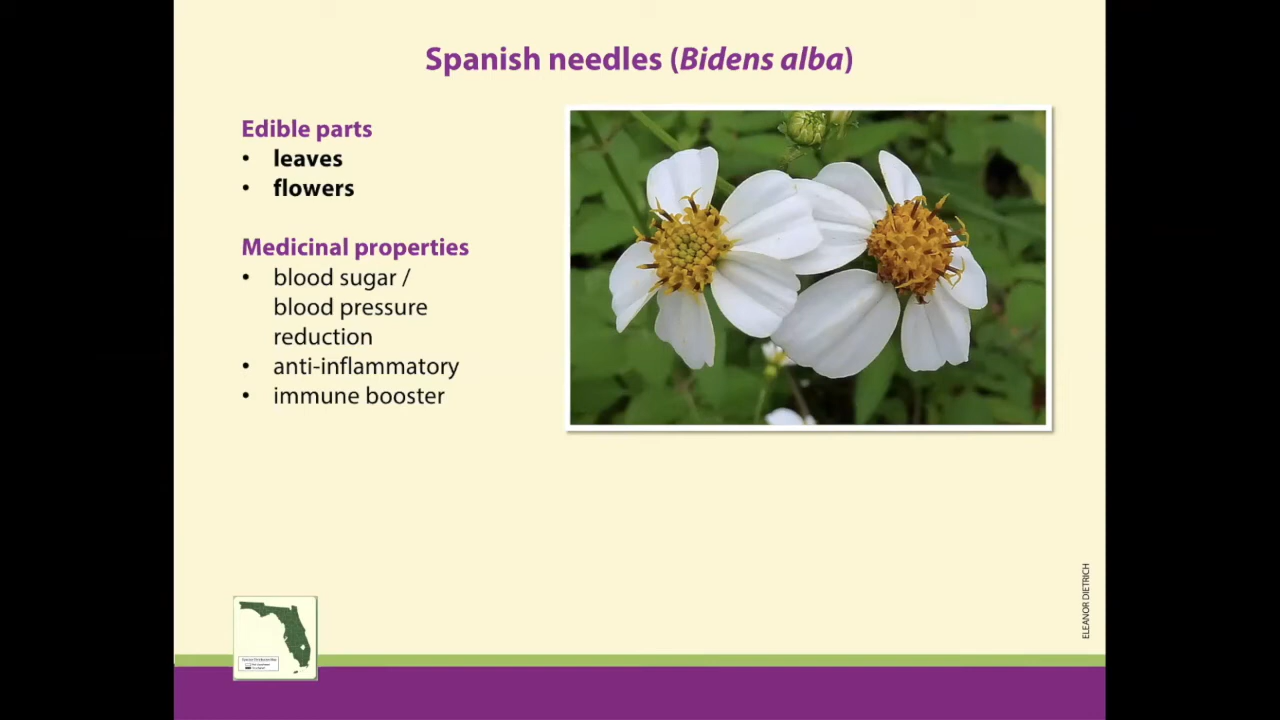 Spanish needles (Bidens alba)
Edible parts
• leaves
• flowers
Medicinal properties
• blood sugar /
blood pressure
reduction
• anti-inflammatory
• immune booster
ELEANOR DIETRICH